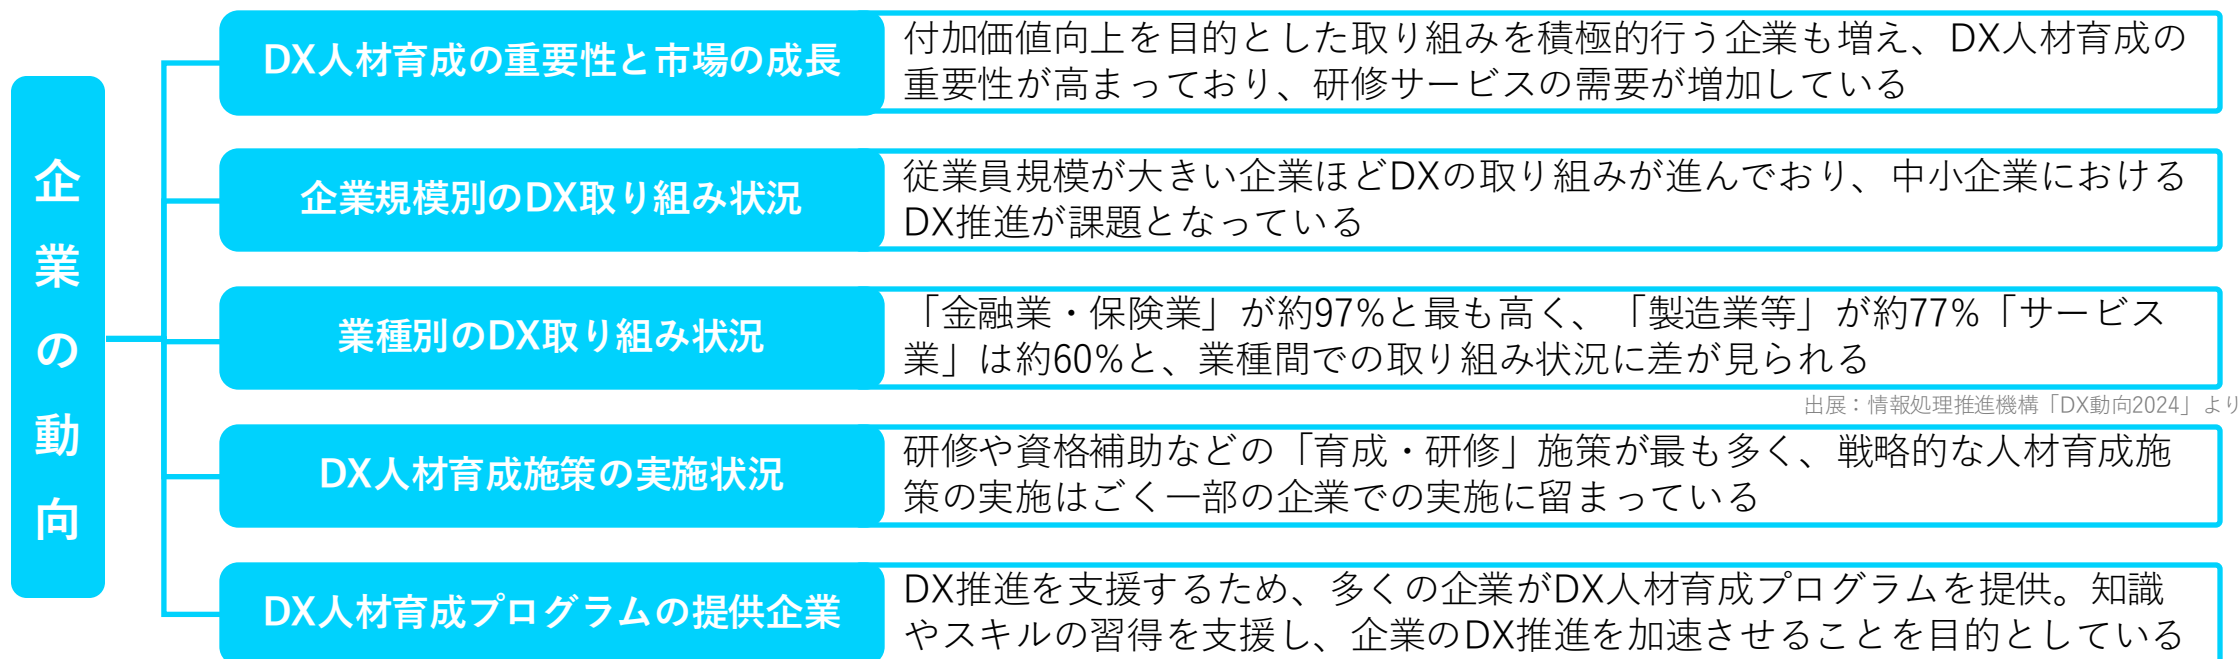 企業の動向
DX人材育成の重要性と市場の成長
付加価値向上を目的とした取り組みを積極的行う企業も増え、DX人材育成の
重要性が高まっており、研修サービスの需要が増加している
企業規模別のDX取り組み状況
従業員規模が大きい企業ほどDXの取り組みが進んでおり、中小企業における
DX推進が課題となっている
業種別のDX取り組み状況
「金融業・保険業」が約97%と最も高く、「製造業等」が約77%「サービス
業」は約60%と、業種間での取り組み状況に差が見られる
出展：情報処理推進機構「DX動向2024」より
DX人材育成施策の実施状況
研修や資格補助などの「育成・研修」施策が最も多く、戦略的な人材育成施
策の実施はごく一部の企業での実施に留まっている
DX人材育成プログラムの提供企業
DX推進を支援するため、多くの企業がDX人材育成プログラムを提供。知識
やスキルの習得を支援し、企業のDX推進を加速させることを目的としている